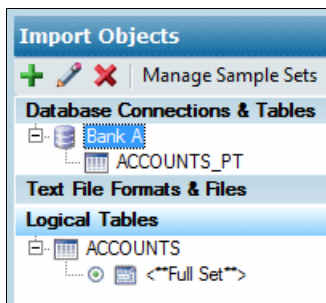 Import Objects
Manage Sample Sets
Database Connections & Tables
Bank A
ACCOUNTS_PT
Text File Formats & Files
Logical Tables
ACCOUNTS
<**Full Set**>